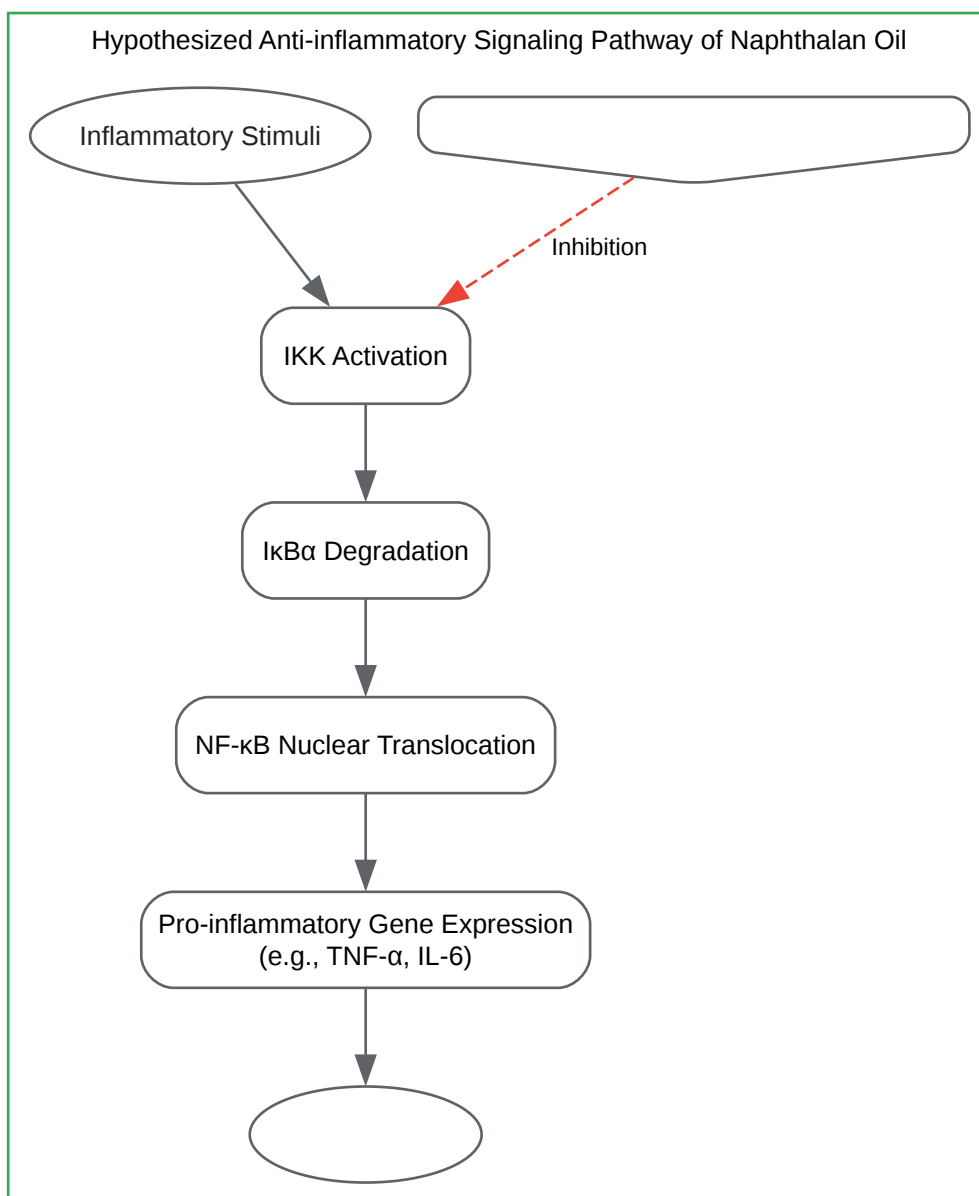 Hypothesized Anti-inflammatory Signaling Pathway of Naphthalan Oil
Inflammatory Stimuli
Inhibition
IKK Activation
IκBα Degradation
NF-κB Nuclear Translocation
Pro-inflammatory Gene Expression
(e.g., TNF-α, IL-6)